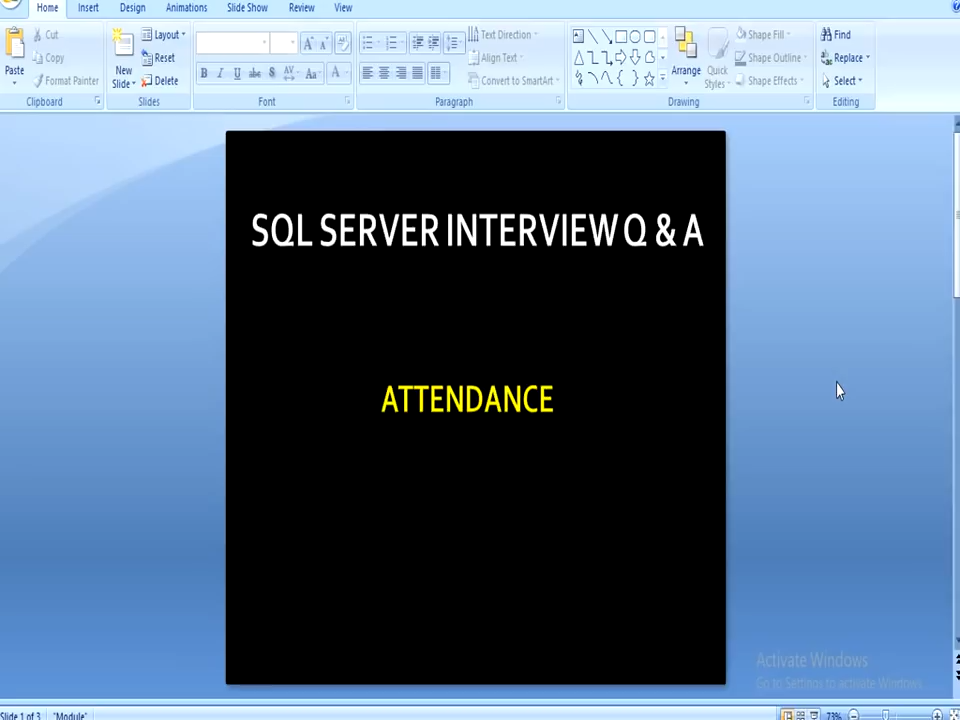 Home Insert Design Animations Slide Show Review View
Cut
Copy
Format Painter
Paste
Clipboard
New
Slide
Layout
Reset
Delete
Slides
B I U abc S AV Aa A
Font
Paragraph
Text Direction
Align Text
Convert to SmartArt
Arrange
Quick
Styles
Shape Fill
Shape Outline
Shape Effects
Drawing
Find
Replace
Select
Editing
SQL SERVER INTERVIEW Q & A
ATTENDANCE
Activate Windows
Go to Settings to activate Windows.
Slide 1 of 3 "Module" 73%